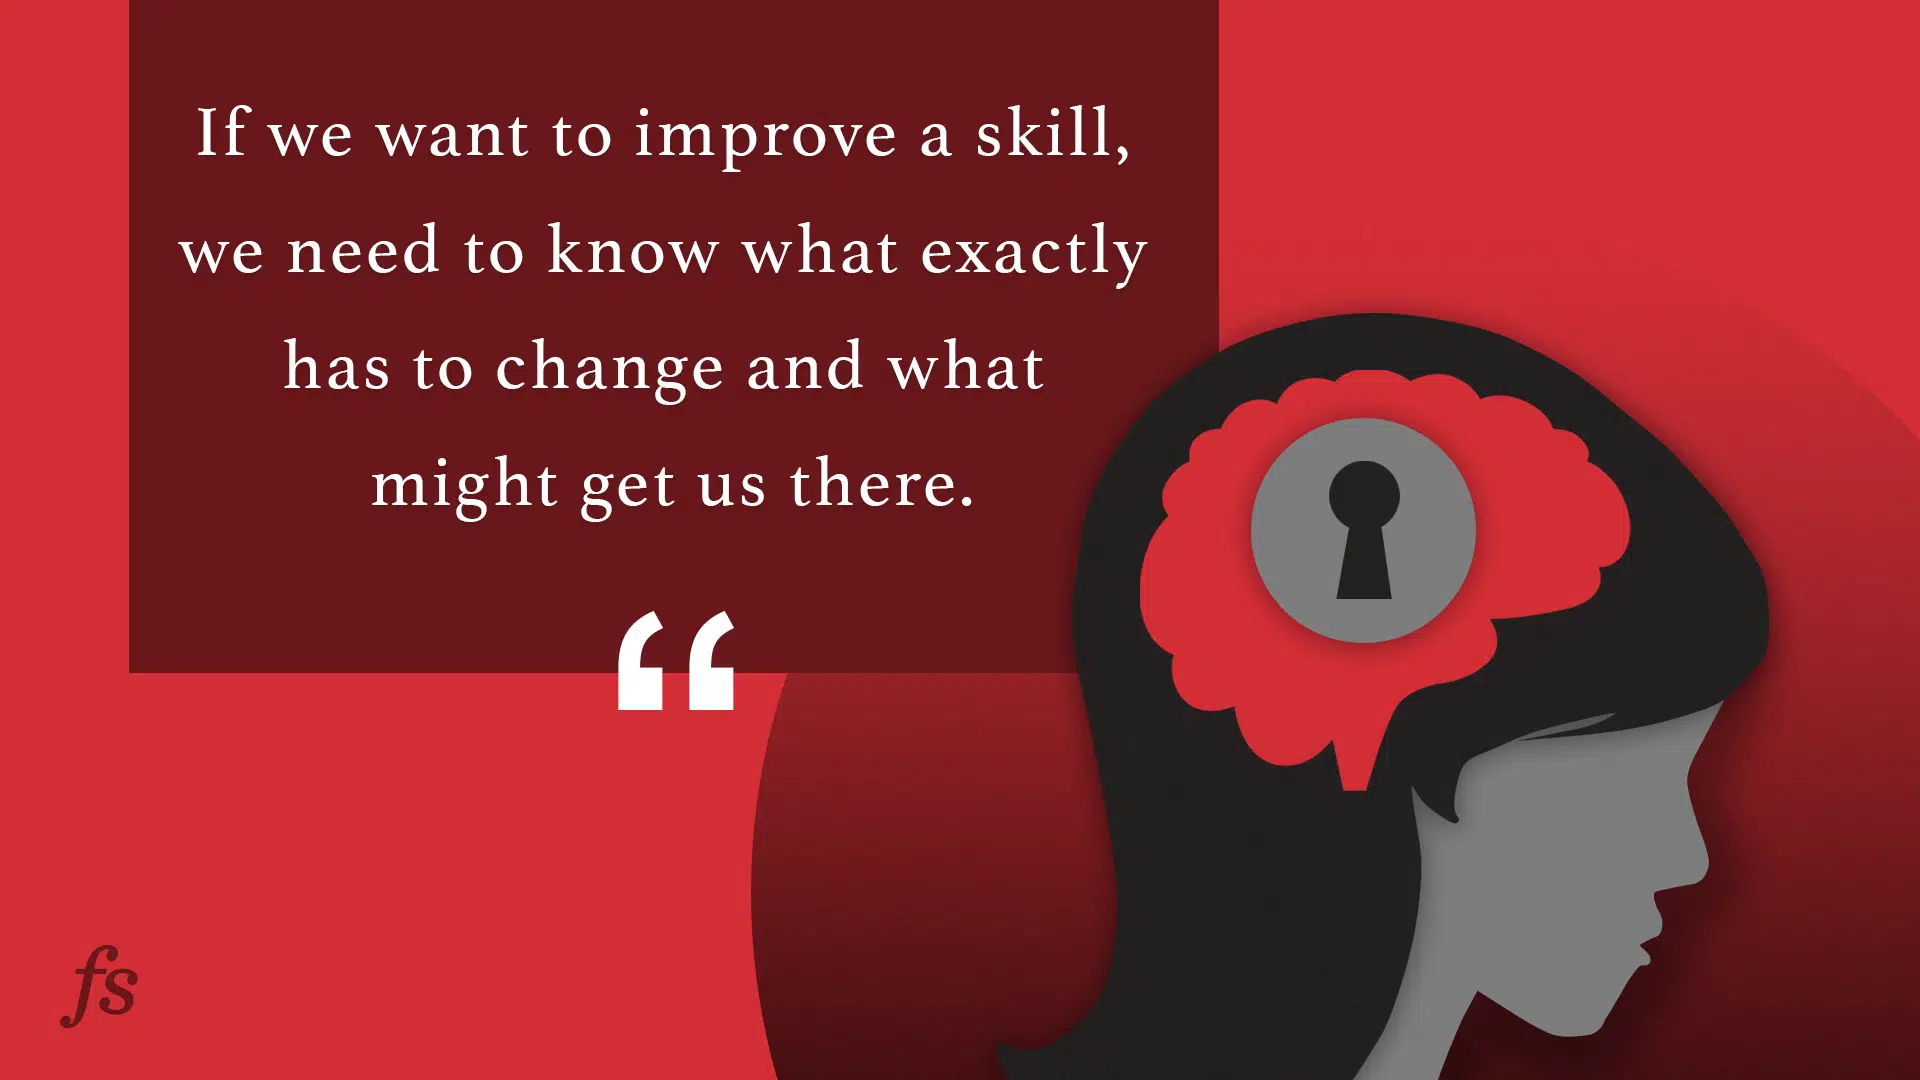 If we want to improve a skill,
we need to know what exactly
has to change and what
might get us there.
“
fs